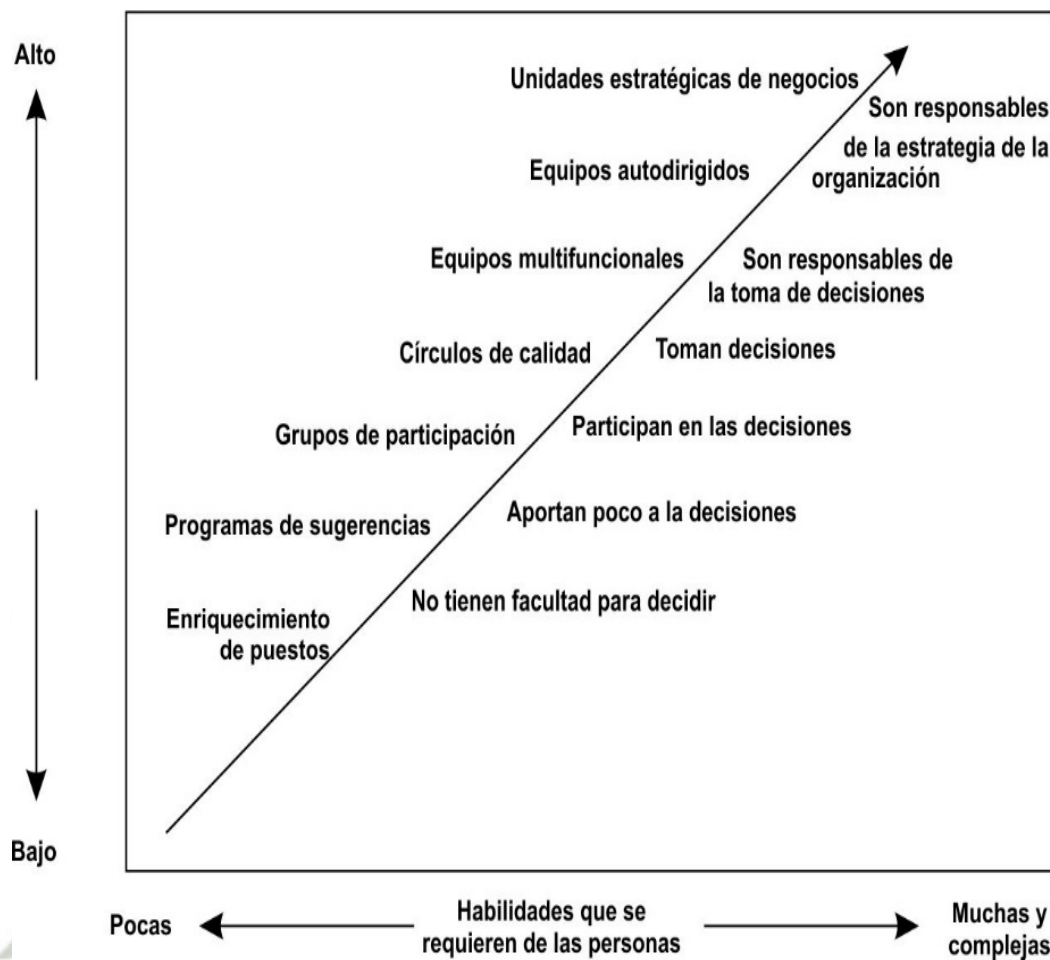 Alto
Unidades estratégicas de negocios
Son responsables
de la estrategia de la
organización
Equipos autodirigidos
Equipos multifuncionales
Son responsables de
la toma de decisiones
Círculos de calidad
Toman decisiones
Grupos de participación
Participan en las decisiones
Programas de sugerencias
Aportan poco a la decisiones
Enriquecimiento
de puestos
No tienen facultad para decidir
Bajo
Pocas
Habilidades que se
requieren de las personas
Muchas y
complejas